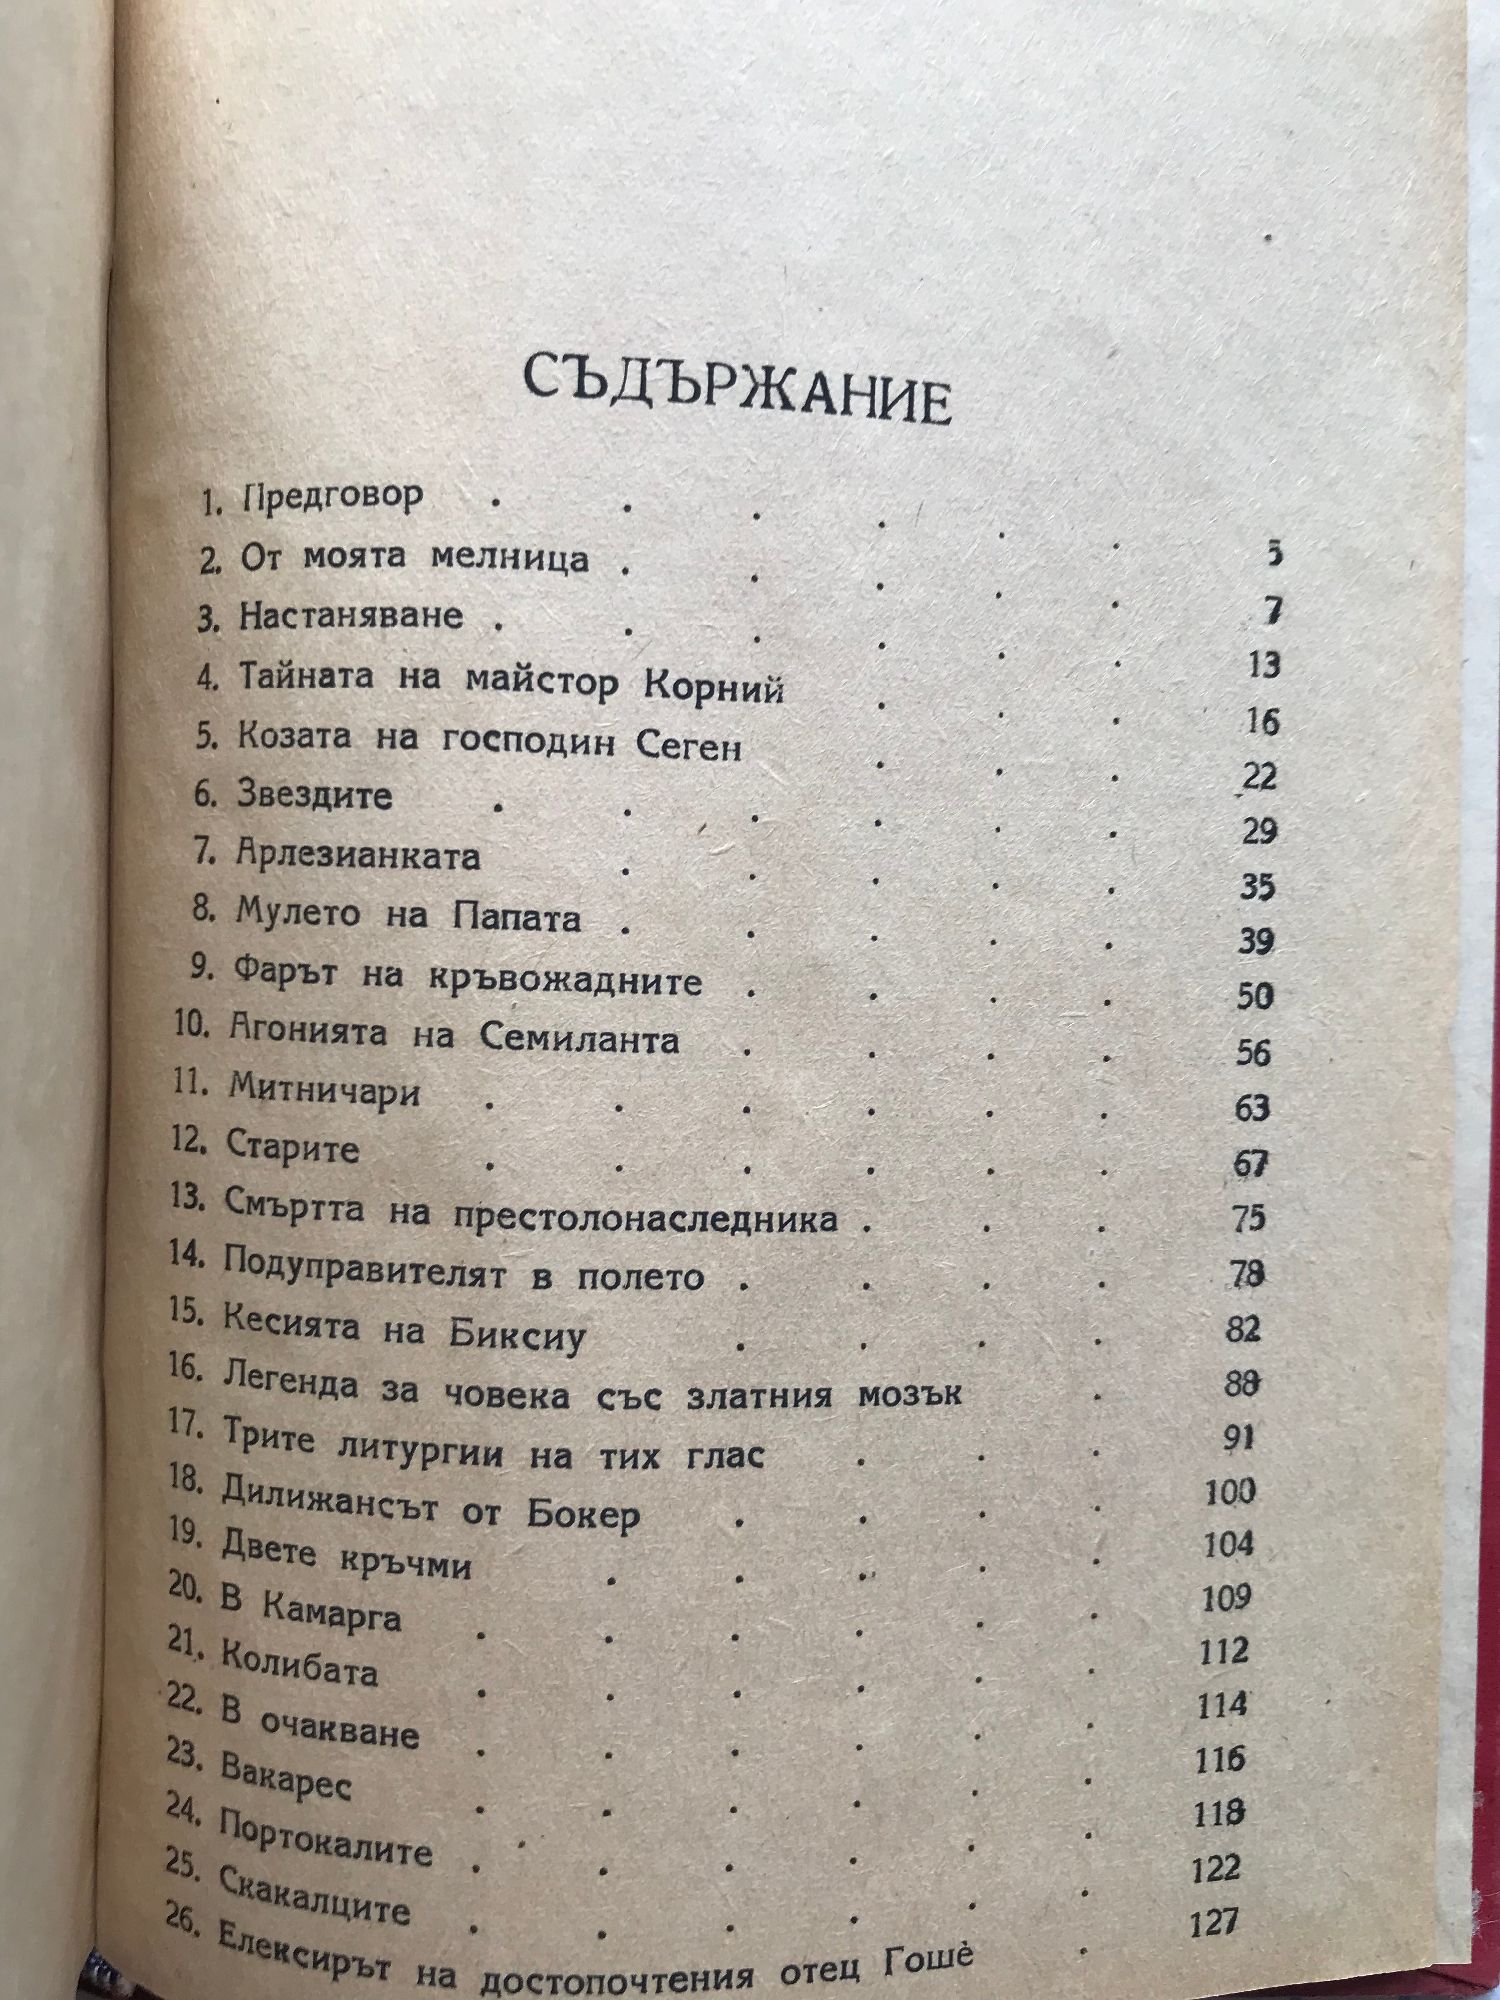 СЪДЪРЖАНИЕ
1. Предговор . . . . . . 5
2. От моята мелница . . . . . 7
3. Настаняване . . . . . . 13
4. Тайната на майстор Корний . . . 16
5. Козата на господин Сеген . . . 22
6. Звездите . . . . . . 29
7. Арлезианката . . . . . 35
8. Мулето на Папата . . . . . 39
9. Фарът на кръвожадните . . . . 50
10. Агонията на Семиланта . . . . 56
11. Митничари . . . . . . 63
12. Старите . . . . . . 67
13. Смъртта на престолонаследника . . . 75
14. Подуправителят в полето . . . . 78
15. Кесията на Биксиу . . . . 82
16. Легенда за човека със златния мозък . 88
17. Трите литургии на тих глас . . . 91
18. Дилижансът от Бокер . . . . 100
19. Двете кръчми . . . . . 104
20. В Камарга . . . . . . 109
21. Колибата . . . . . . 112
22. В очакване . . . . . . 114
23. Вакарес . . . . . . 116
24. Портокалите . . . . . . 118
25. Скакалците . . . . . . 122
26. Елексирът на достопочтения отец Гошѐ . 127